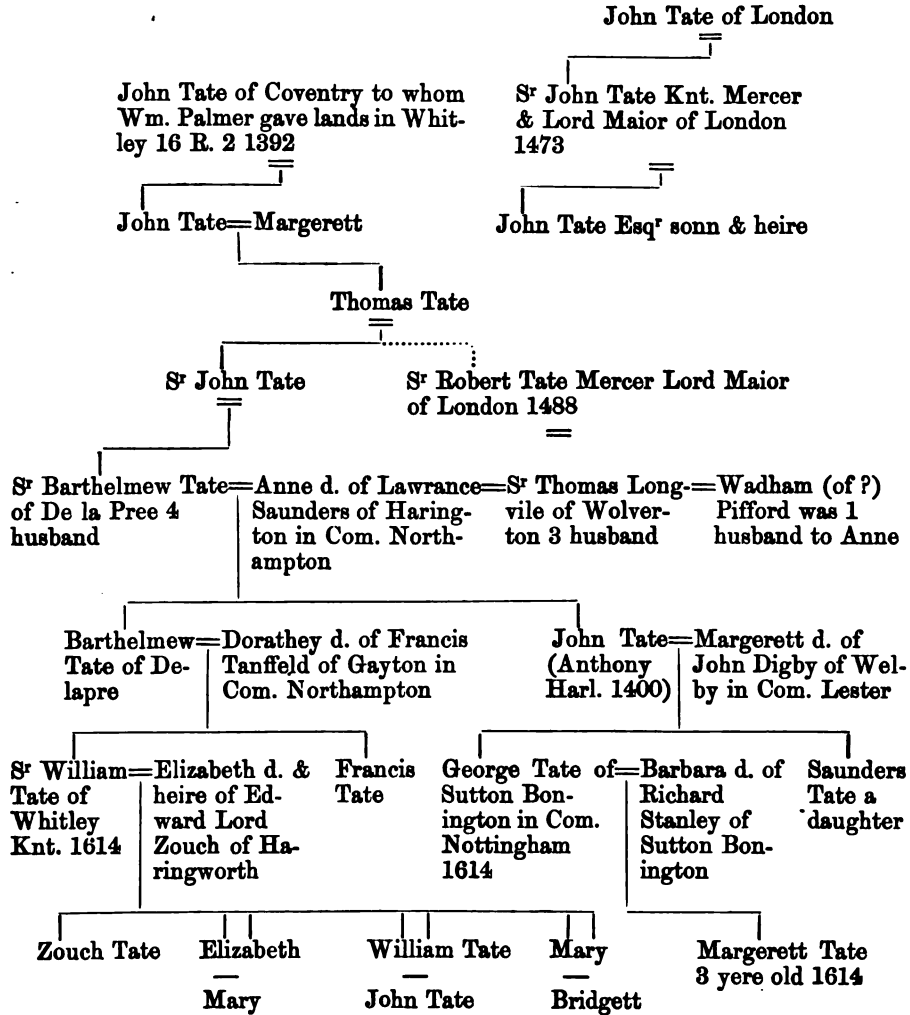 John Tate of London
John Tate of Coventry to whom
Wm. Palmer gave lands in Whit-
ley 16 R. 2 1392
Sr John Tate Knt. Mercer
& Lord Maior of London
1473
John Tate=Margerett
John Tate Esqr sonn & heire
Thomas Tate
Sr John Tate
Sr Robert Tate Mercer Lord Maior
of London 1488
Sr Barthelmew Tate=
of De la Pree 4
husband
Anne d. of Lawrance=
Saunders of Haring-
ton in Com. North-
ampton
Sr Thomas Long-=
vile of Wolver-
ton 3 husband
Wadham (of ?)
Pifford was 1
husband to Anne
Barthelmew=
Tate of De-
lapre
Dorathey d. of Francis
Tanffeld of Gayton in
Com. Northampton
John Tate=
(Anthony
Harl. 1400)
Margerett d. of
John Digby of Wel-
by in Com. Lester
Sr William=
Tate of
Whitley
Knt. 1614
Elizabeth d. &
heire of Ed-
ward Lord
Zouch of Ha-
ringworth
Francis
Tate
George Tate of=
Sutton Bon-
ington in Com.
Nottingham
1614
Barbara d. of
Richard
Stanley of
Sutton Bon-
ington
Saunders
Tate a
daughter
Zouch Tate
Elizabeth
Mary
William Tate
John Tate
Mary
Bridgett
Margerett Tate
3 yere old 1614